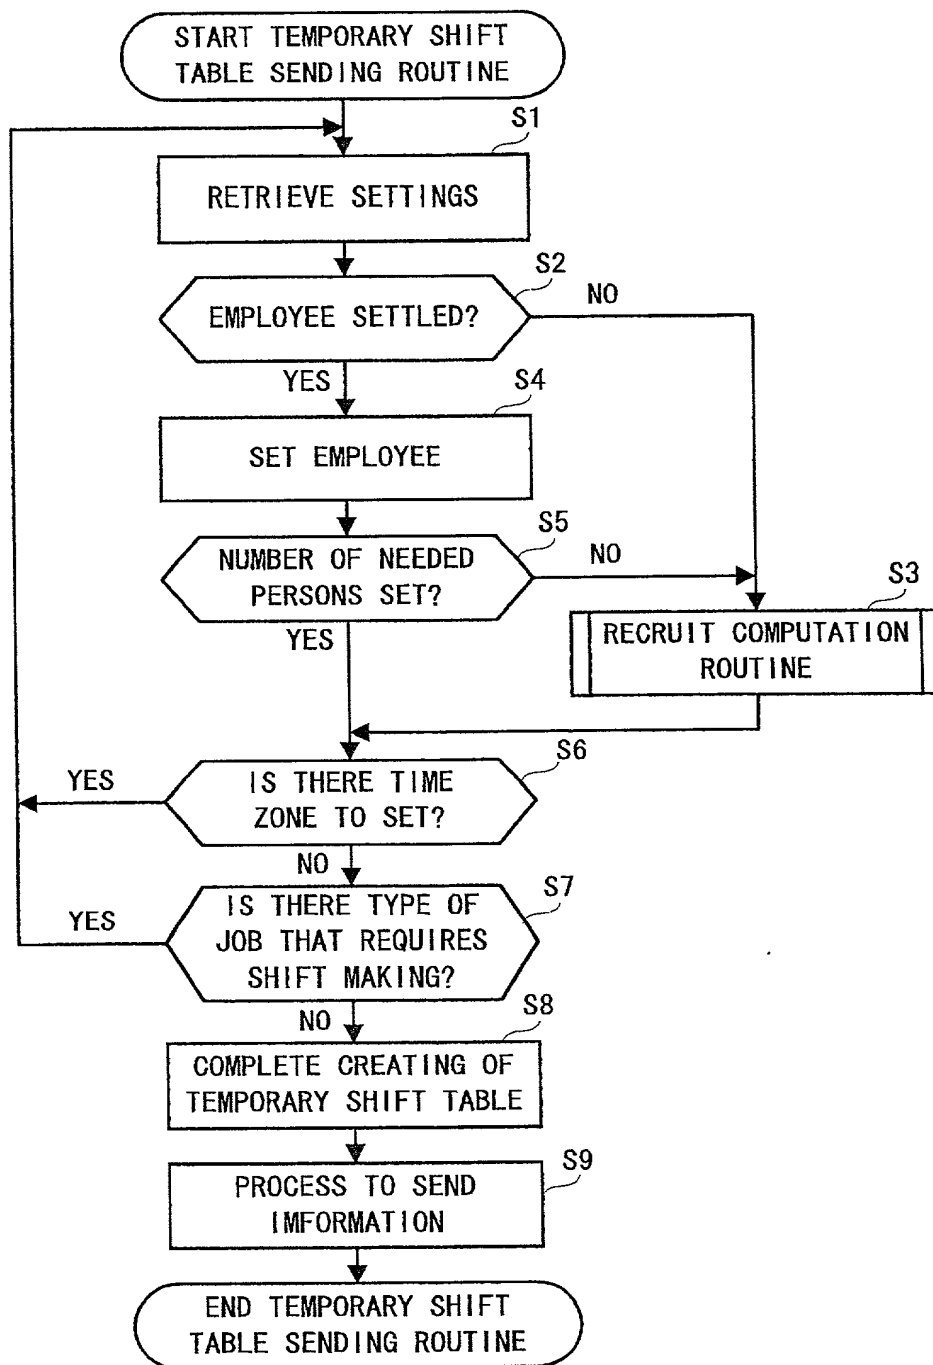 START TEMPORARY SHIFT
TABLE SENDING ROUTINE
S1
RETRIEVE SETTINGS
S2
EMPLOYEE SETTLED?
NO
YES
S4
SET EMPLOYEE
S5
NUMBER OF NEEDED
PERSONS SET?
NO
YES
S3
RECRUIT COMPUTATION
ROUTINE
S6
IS THERE TIME
ZONE TO SET?
YES
NO
S7
IS THERE TYPE OF
JOB THAT REQUIRES
SHIFT MAKING?
YES
NO
S8
COMPLETE CREATING OF
TEMPORARY SHIFT TABLE
S9
PROCESS TO SEND
IMFORMATION
END TEMPORARY SHIFT
TABLE SENDING ROUTINE